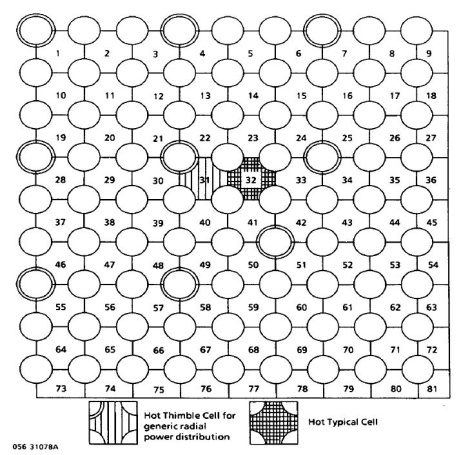 1 2 3 4 5 6 7 8 9
10 11 12 13 14 15 16 17 18
19 20 21 22 23 24 25 26 27
28 29 30 31 32 33 34 35 36
37 38 39 40 41 42 43 44 45
46 47 48 49 50 51 52 53 54
55 56 57 58 59 60 61 62 63
64 65 66 67 68 69 70 71 72
73 74 75 76 77 78 79 80 81
Hot Thimble Cell for
generic radial
power distribution
Hot Typical Cell
056 31078A